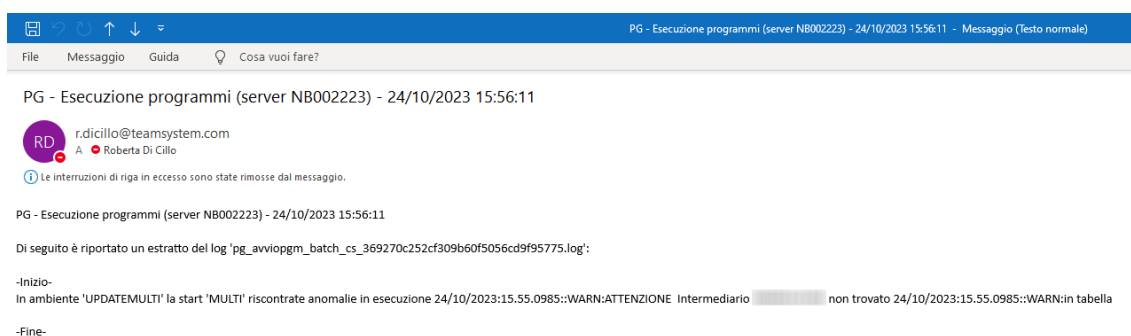 PG - Esecuzione programmi (server NB002223) - 24/10/2023 15:56:11 - Messaggio (Testo normale)
File Messaggio Guida Cosa vuoi fare?
PG - Esecuzione programmi (server NB002223) - 24/10/2023 15:56:11
RD
r.dicillo@teamsystem.com
A Roberta Di Cillo
Le interruzioni di riga in eccesso sono state rimosse dal messaggio.
PG - Esecuzione programmi (server NB002223) - 24/10/2023 15:56:11
Di seguito è riportato un estratto del log 'pg_avviopgm_batch_cs_369270c252cf309b60f5056cd9f95775.log':
-Inizio-
In ambiente 'UPDATEMULTI' la start 'MULTI' riscontrate anomalie in esecuzione 24/10/2023:15.55.0985::WARN:ATTENZIONE Intermediario non trovato 24/10/2023:15.55.0985::WARN:in tabella
-Fine-